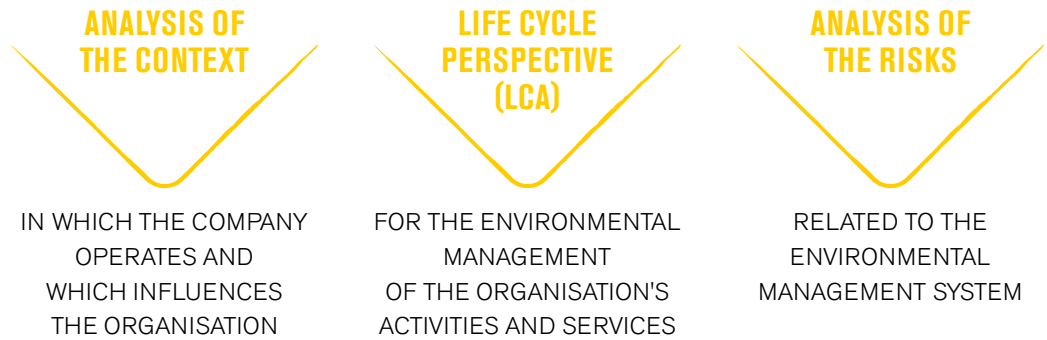 ANALYSIS OF
THE CONTEXT
IN WHICH THE COMPANY
OPERATES AND
WHICH INFLUENCES
THE ORGANISATION
LIFE CYCLE
PERSPECTIVE
(LCA)
FOR THE ENVIRONMENTAL
MANAGEMENT
OF THE ORGANISATION'S
ACTIVITIES AND SERVICES
ANALYSIS OF
THE RISKS
RELATED TO THE
ENVIRONMENTAL
MANAGEMENT SYSTEM